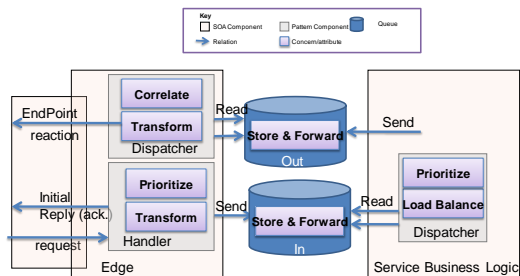 Key
SOA Component
Pattern Component
Queue
Relation
Concern/attribute
Correlate
Transform
Dispatcher
EndPoint
reaction
Read
Store & Forward
Out
Send
Prioritize
Transform
Handler
Initial
Reply (ack.)
request
Send
Store & Forward
In
Read
Prioritize
Load Balance
Dispatcher
Edge
Service Business Logic